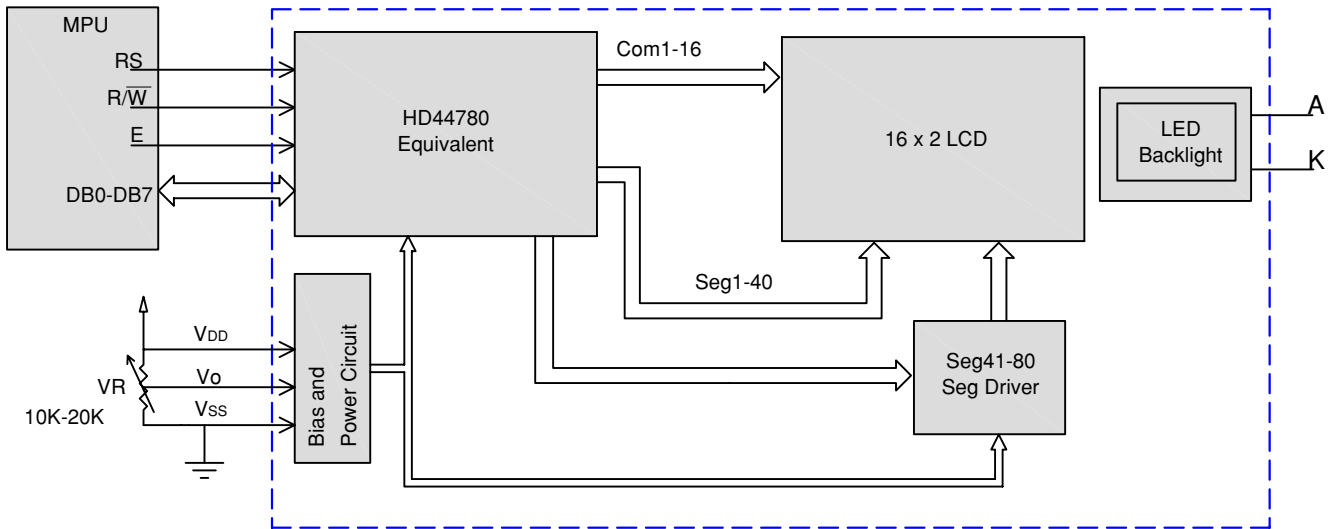 MPU
RS
R/W̅
E
DB0-DB7
HD44780
Equivalent
Com1-16
16 x 2 LCD
LED
Backlight
A
K
Seg1-40
VDD
Vo
VSS
VR
10K-20K
Bias and
Power Circuit
Seg41-80
Seg Driver